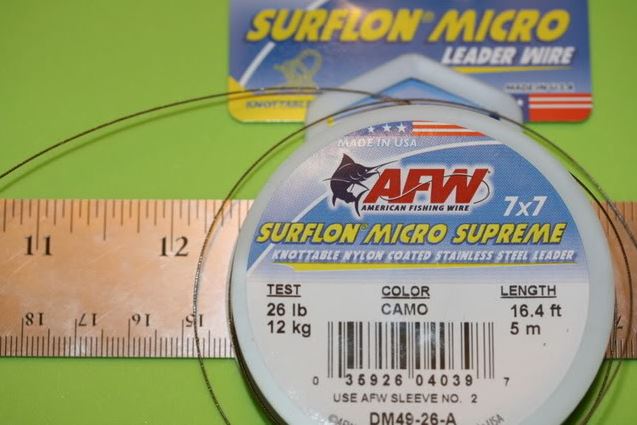 SURFLON® MICRO
LEADER WIRE
KNOTTABLE
MADE IN U.S.A.
MADE IN USA
AFW
AMERICAN FISHING WIRE
7x7
SURFLON® MICRO SUPREME
KNOTTABLE NYLON COATED STAINLESS STEEL LEADER
TEST COLOR LENGTH
26 lb CAMO 16.4 ft
12 kg 5 m
0 35926 04039 7
USE AFW SLEEVE NO. 2
DM49-26-A
11 12
18 17 16 15